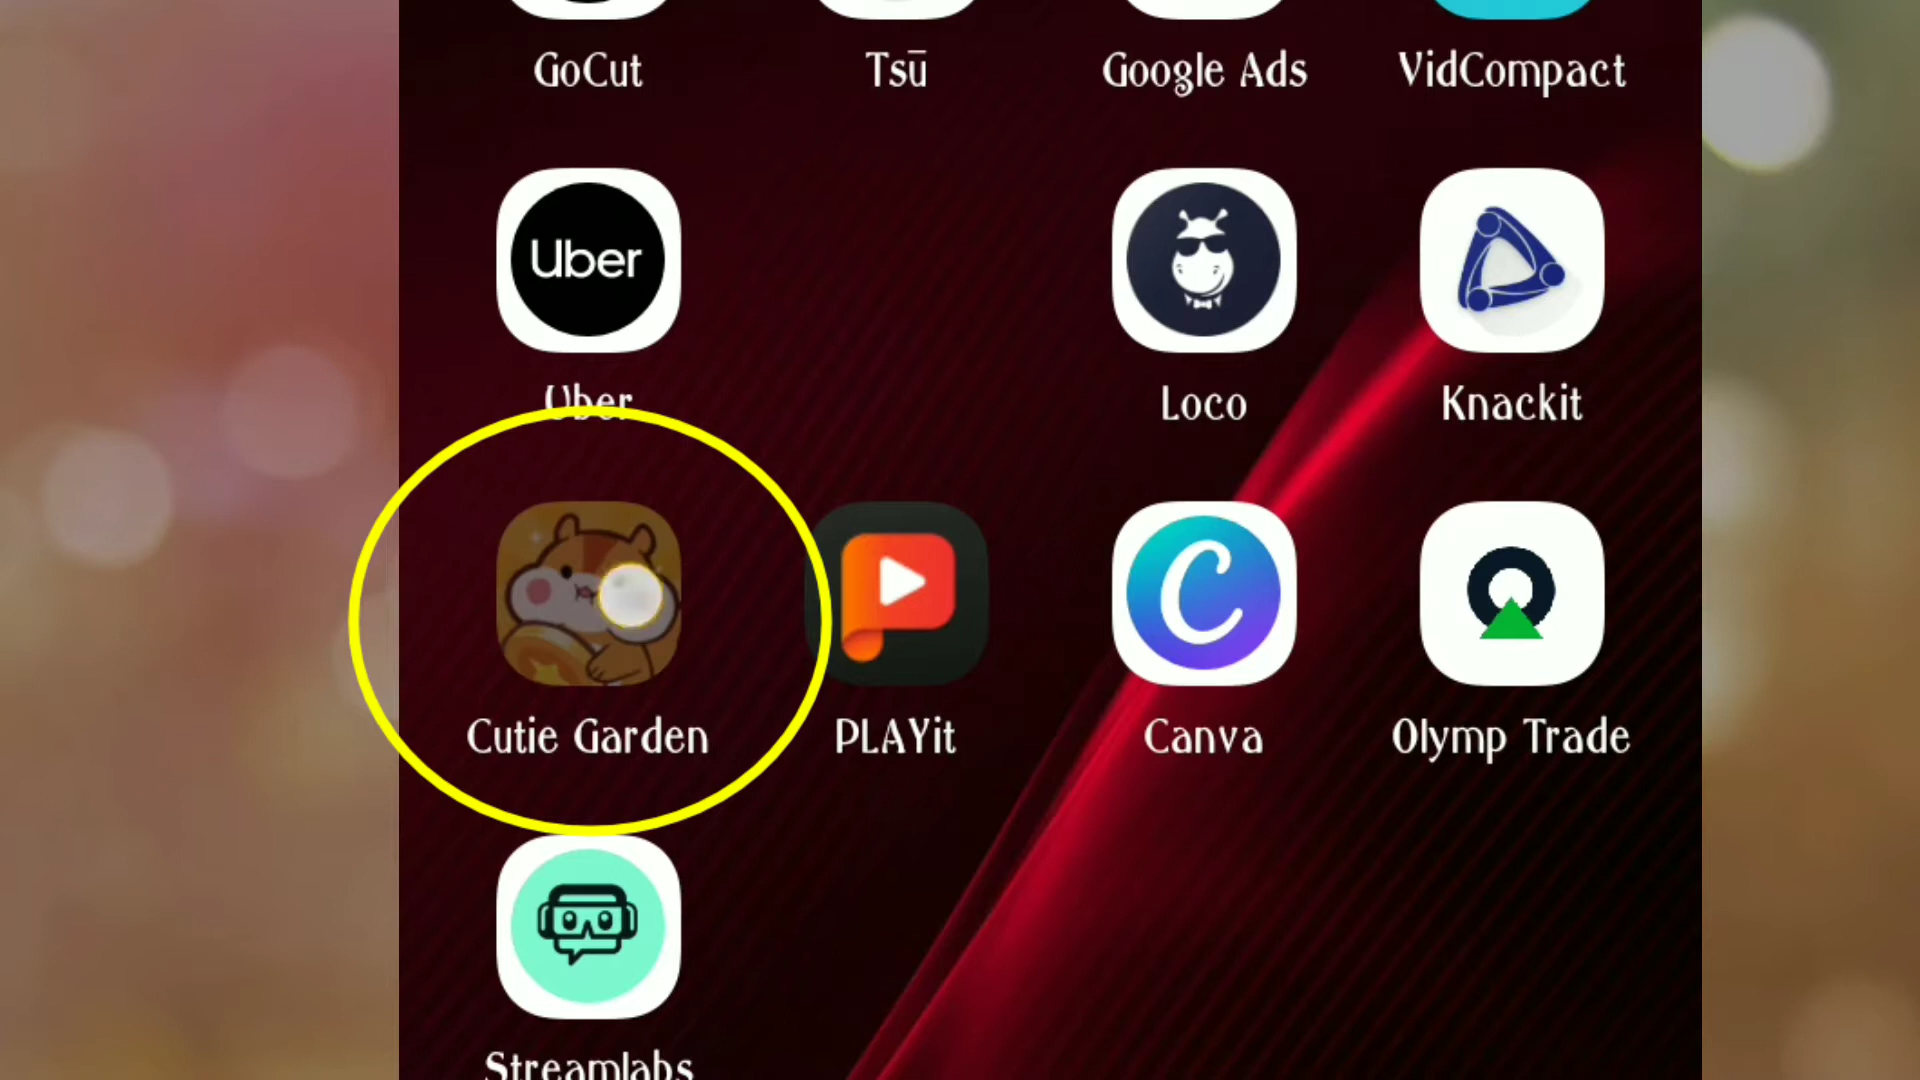 GoCut Tsū Google Ads VidCompact
Uber
Uber Loco Knackit
Cutie Garden PLAYit Canva Olymp Trade
Streamlabs